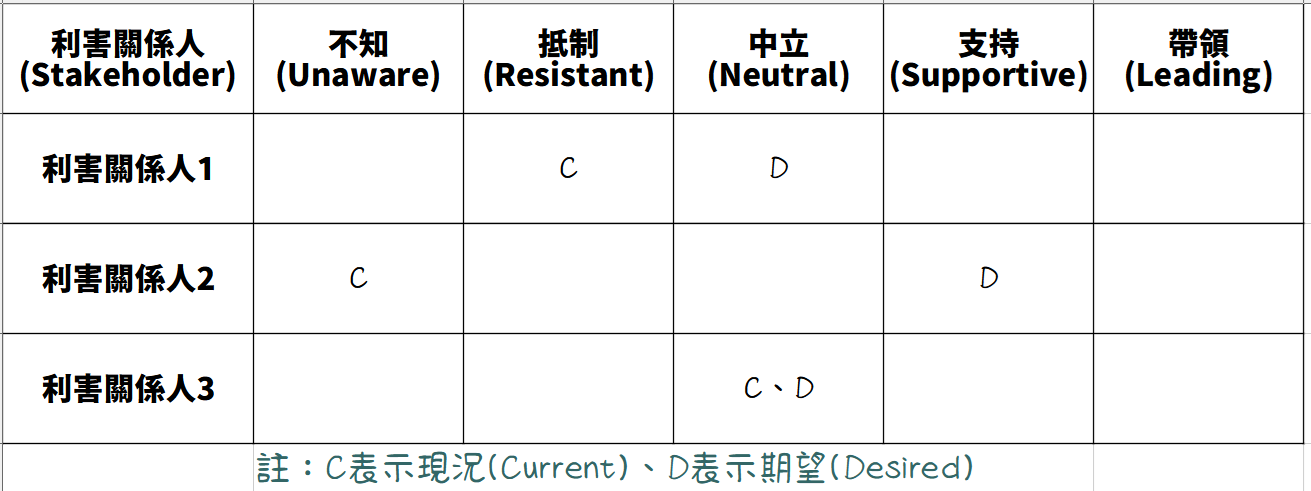 利害關係人 不知 抵制 中立 支持 帶領
(Stakeholder) (Unaware) (Resistant) (Neutral) (Supportive) (Leading)
利害關係人1 C D
利害關係人2 C D
利害關係人3 C、D
註：C表示現況(Current)、D表示期望(Desired)